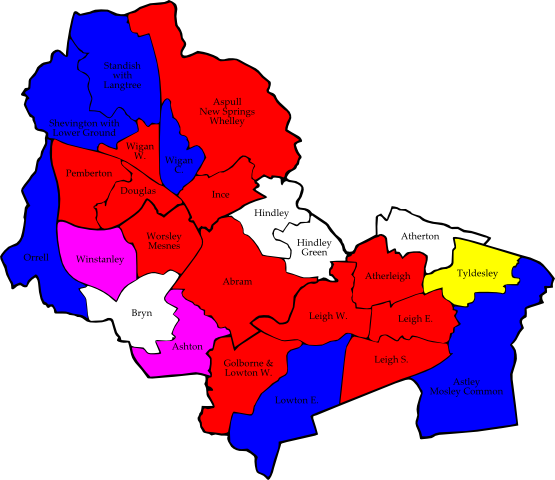 Standish
with
Langtree
Aspull
New Springs
Whelley
Shevington with
Lower Ground
Wigan
W.
Wigan
C.
Pemberton
Douglas
Ince
Hindley
Hindley
Green
Atherton
Worsley
Mesnes
Orrell
Winstanley
Tyldesley
Atherleigh
Abram
Bryn
Leigh W.
Leigh E.
Ashton
Golborne &
Lowton W.
Leigh S.
Astley
Mosley Common
Lowton E.